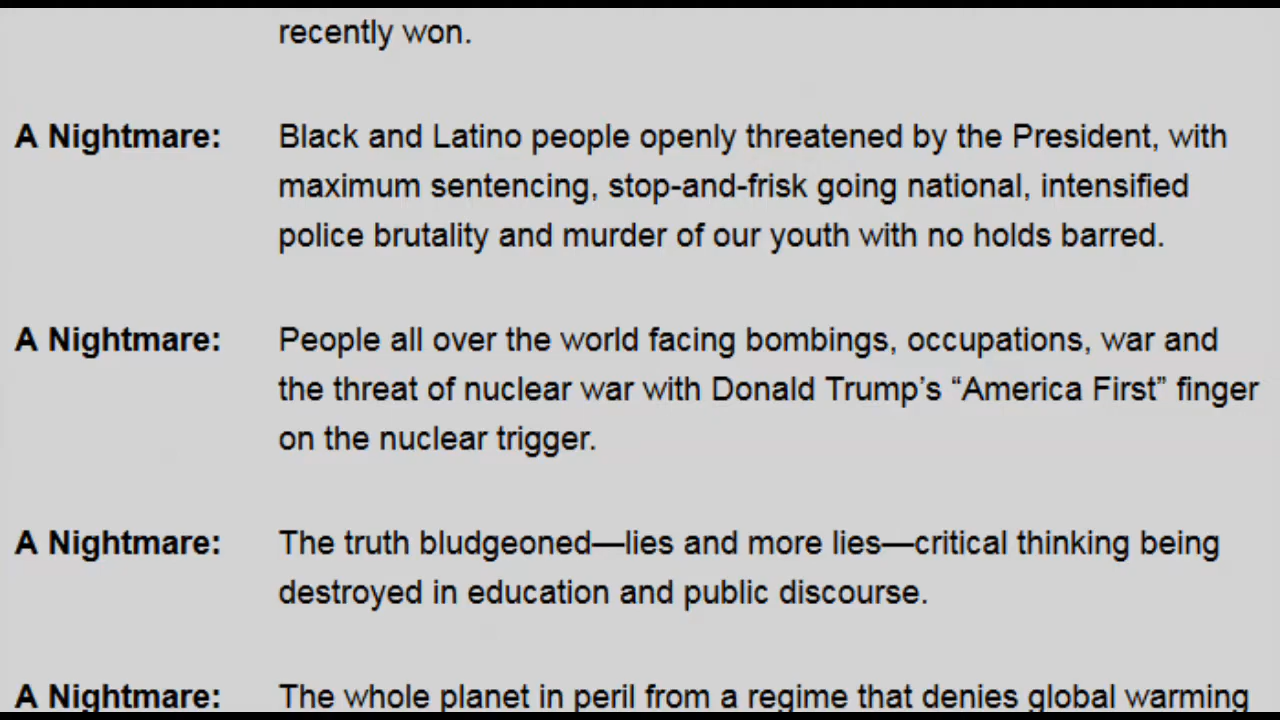 recently won.
A Nightmare: Black and Latino people openly threatened by the President, with
maximum sentencing, stop-and-frisk going national, intensified
police brutality and murder of our youth with no holds barred.
A Nightmare: People all over the world facing bombings, occupations, war and
the threat of nuclear war with Donald Trump’s “America First” finger
on the nuclear trigger.
A Nightmare: The truth bludgeoned—lies and more lies—critical thinking being
destroyed in education and public discourse.
A Nightmare: The whole planet in peril from a regime that denies global warming